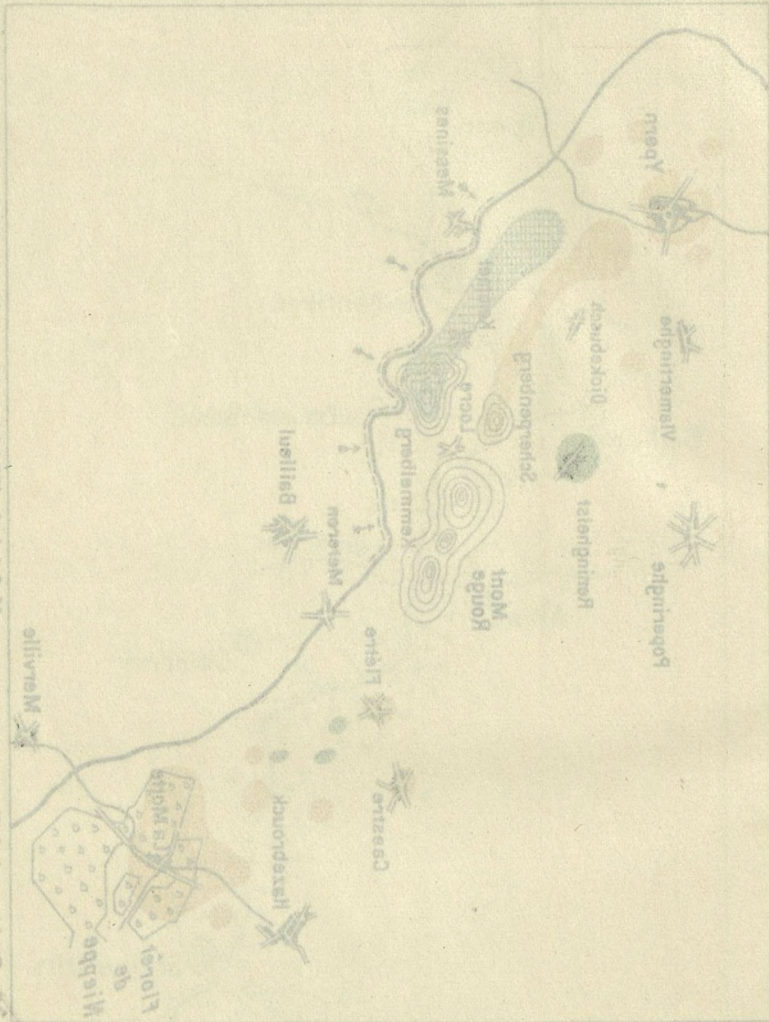 Ypern
Messines
Kemmel
Dickebusch
Vlamertinghe
Scherpenberg
Locre
Kemmelberg
Reninghelst
Poperinghe
Bailleul
Meteren
Mont
Rouge
Flêtre
Merville
Caestre
Hazebrouck
La Motte
Forêt
de
Nieppe